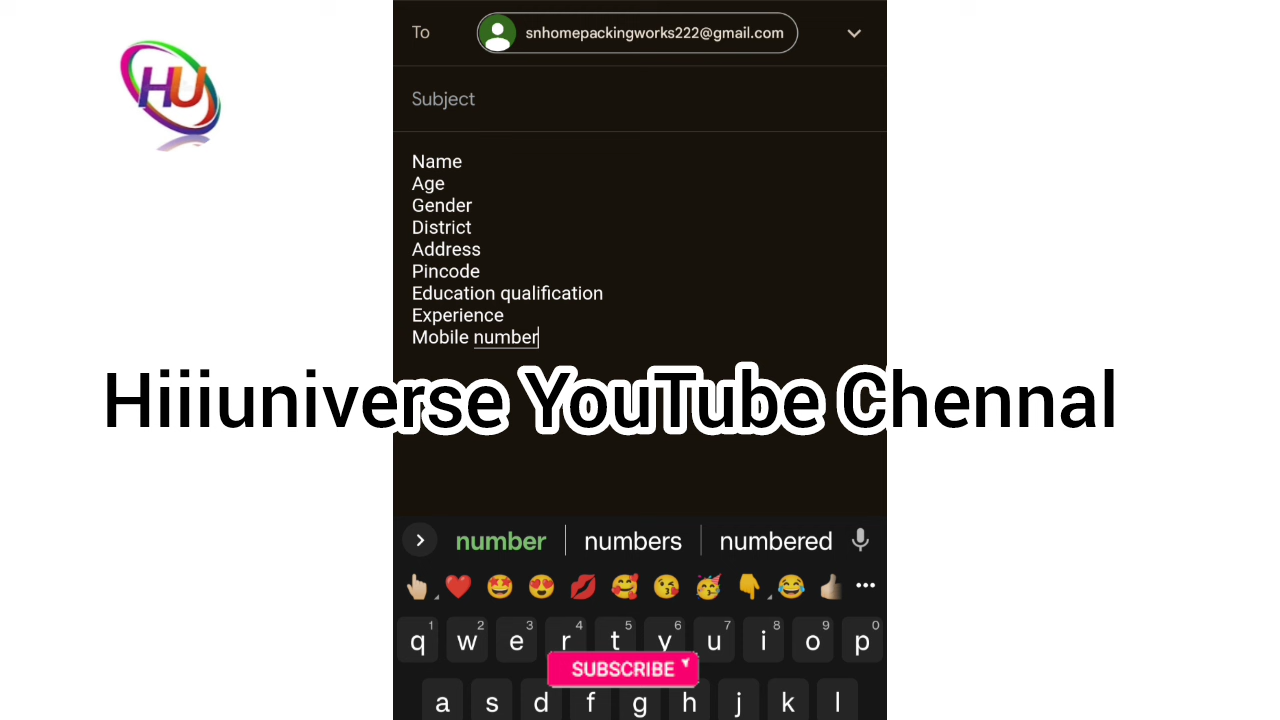 HU
To snhomepackingworks222@gmail.com
Subject
Name
Age
Gender
District
Address
Pincode
Education qualification
Experience
Mobile number
Hiiiuniverse YouTube Chennal
number numbers numbered
1 2 3 4 5 6 7 8 9 0
q w e r t y u i o p
SUBSCRIBE
a s d f g h j k l